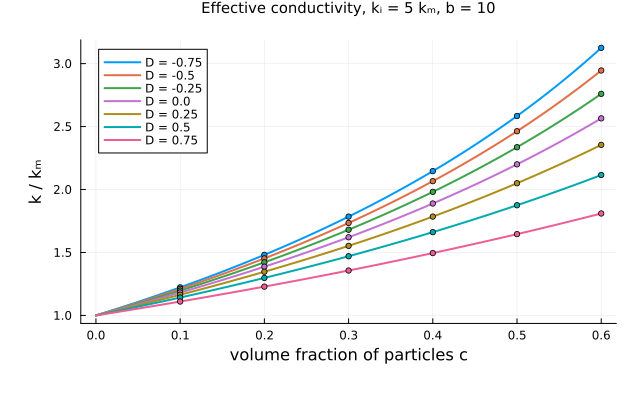 Effective conductivity, kᵢ = 5 kₘ, b = 10
3.0
2.5
2.0
1.5
1.0
k / kₘ
D = -0.75
D = -0.5
D = -0.25
D = 0.0
D = 0.25
D = 0.5
D = 0.75
0.0 0.1 0.2 0.3 0.4 0.5 0.6
volume fraction of particles c